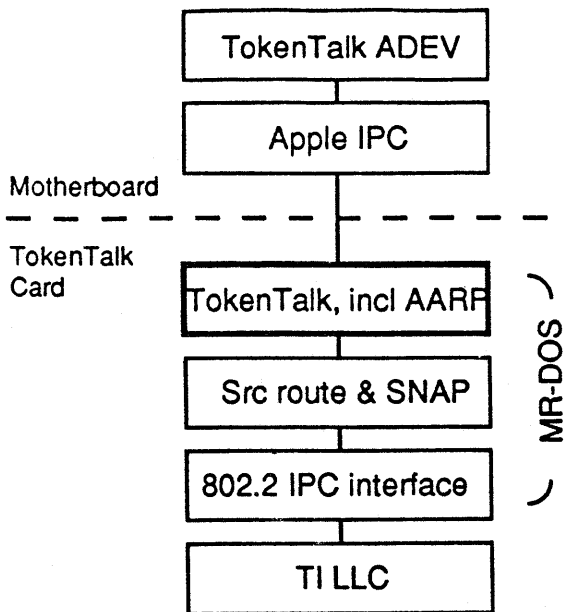 TokenTalk ADEV
Apple IPC
Motherboard
TokenTalk
Card
TokenTalk, incl AARP
Src route & SNAP
802.2 IPC interface
TI LLC
MR-DOS